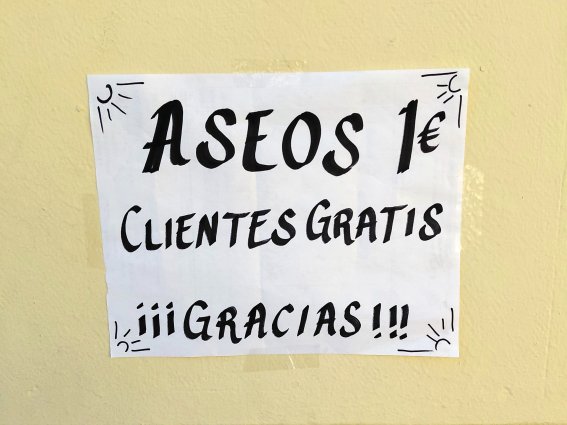 ASEOS 1€
CLIENTES GRATIS
¡¡¡GRACIAS!!!